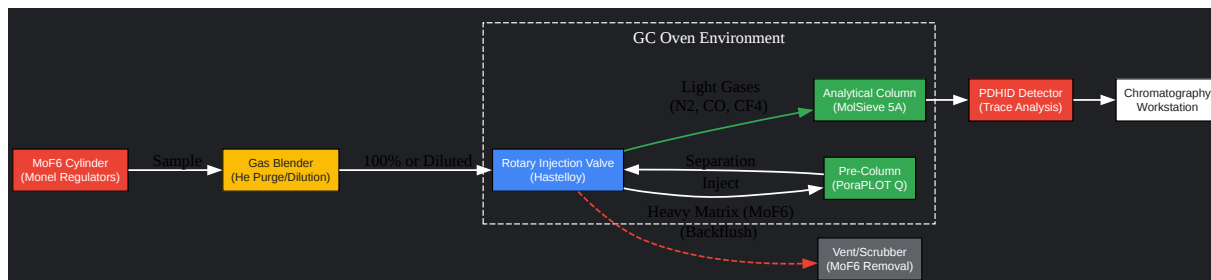 GC Oven Environment
Light Gases
(N2, CO, CF4)
Analytical Column
(MolSieve 5A)
PDHID Detector
(Trace Analysis)
Chromatography
Workstation
MoF6 Cylinder
(Monel Regulators)
Sample
Gas Blender
(He Purge/Dilution)
100% or Diluted
Rotary Injection Valve
(Hastelloy)
Separation
Inject
Pre-Column
(PoraPLOT Q)
Heavy Matrix (MoF6)
(Backflush)
Vent/Scrubber
(MoF6 Removal)